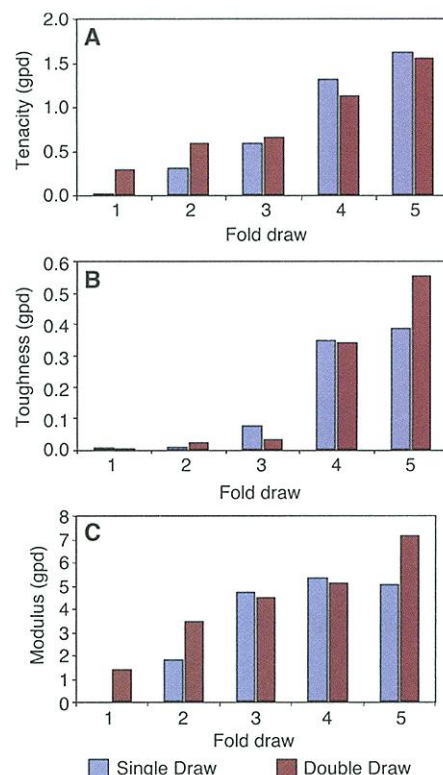 A
Tenacity (gpd)
2.0
1.5
1.0
0.5
0.0
1 2 3 4 5
Fold draw
B
Toughness (gpd)
0.6
0.5
0.4
0.3
0.2
0.1
0.0
1 2 3 4 5
Fold draw
C
Modulus (gpd)
8
7
6
5
4
3
2
1
0
1 2 3 4 5
Fold draw
Single Draw Double Draw